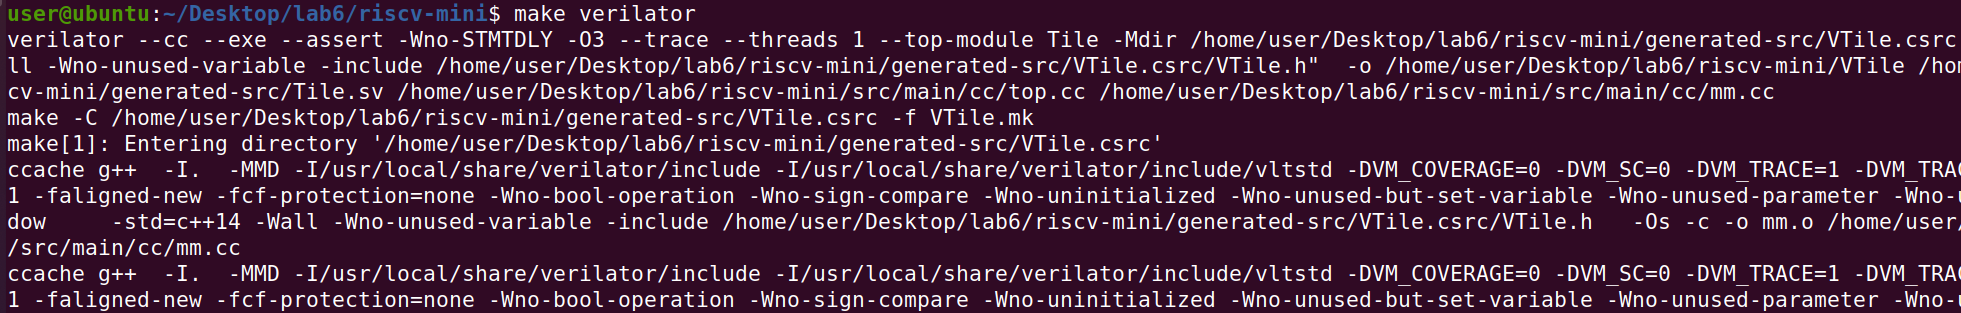 user@ubuntu:~/Desktop/lab6/riscv-mini$ make verilator
verilator --cc --exe --assert -Wno-STMTDLY -O3 --trace --threads 1 --top-module Tile -Mdir /home/user/Desktop/lab6/riscv-mini/generated-src/VTile.csrc
ll -Wno-unused-variable -include /home/user/Desktop/lab6/riscv-mini/generated-src/VTile.csrc/VTile.h"  -o /home/user/Desktop/lab6/riscv-mini/VTile /hom
cv-mini/generated-src/Tile.sv /home/user/Desktop/lab6/riscv-mini/src/main/cc/top.cc /home/user/Desktop/lab6/riscv-mini/src/main/cc/mm.cc
make -C /home/user/Desktop/lab6/riscv-mini/generated-src/VTile.csrc -f VTile.mk
make[1]: Entering directory '/home/user/Desktop/lab6/riscv-mini/generated-src/VTile.csrc'
ccache g++  -I.  -MMD -I/usr/local/share/verilator/include -I/usr/local/share/verilator/include/vltstd -DVM_COVERAGE=0 -DVM_SC=0 -DVM_TRACE=1 -DVM_TRAC
1 -faligned-new -fcf-protection=none -Wno-bool-operation -Wno-sign-compare -Wno-uninitialized -Wno-unused-but-set-variable -Wno-unused-parameter -Wno-u
dow     -std=c++14 -Wall -Wno-unused-variable -include /home/user/Desktop/lab6/riscv-mini/generated-src/VTile.csrc/VTile.h   -Os -c -o mm.o /home/user/
/src/main/cc/mm.cc
ccache g++  -I.  -MMD -I/usr/local/share/verilator/include -I/usr/local/share/verilator/include/vltstd -DVM_COVERAGE=0 -DVM_SC=0 -DVM_TRACE=1 -DVM_TRAC
1 -faligned-new -fcf-protection=none -Wno-bool-operation -Wno-sign-compare -Wno-uninitialized -Wno-unused-but-set-variable -Wno-unused-parameter -Wno-u